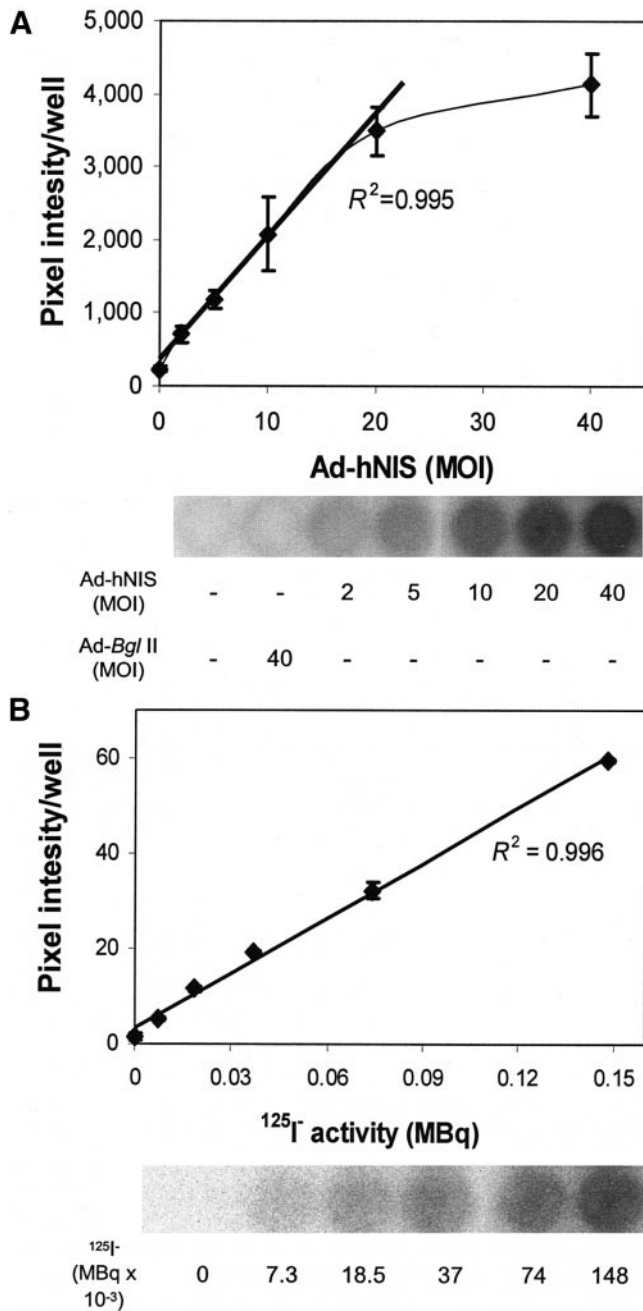 A
5,000
4,000
3,000
2,000
1,000
0
Pixel intesity/well
R²=0.995
0 10 20 30 40
Ad-hNIS (MOI)
Ad-hNIS
(MOI)
- - 2 5 10 20 40
Ad-Bgl II
(MOI)
- 40 - - - - -
B
60
40
20
0
Pixel intesity/well
R² = 0.996
0 0.03 0.06 0.09 0.12 0.15
¹²⁵I⁻ activity (MBq)
¹²⁵I⁻
(MBq x
10⁻³)
0 7.3 18.5 37 74 148